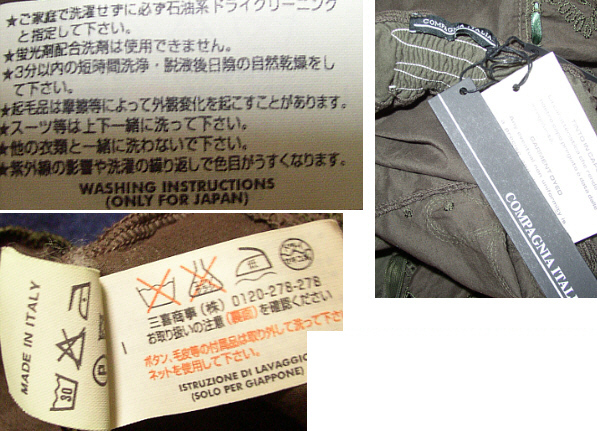 ★ご家庭で洗濯せずに必ず石油系ドライクリーニング
と指定して下さい。
★蛍光剤配合洗剤は使用できません。
★3分以内の短時間洗浄・脱液後日陰の自然乾燥をし
て下さい。
★起毛品は摩擦等によって外観変化を起こすことがあります。
★スーツ等は上下一緒に洗って下さい。
★他の衣類と一緒に洗わないで下さい。
★紫外線の影響や洗濯の繰り返しで色目がうすくなります。
WASHING INSTRUCTIONS
(ONLY FOR JAPAN)
COMPAGNIA ITALIANA
GARMENT DYED
COMPAGNIA ITALI
MADE IN ITALY
30
三喜商事(株) 0120-278-278
お取り扱いの注意(裏面)を確認ください
ボタン、毛皮等の付属品は取り外して洗って下さ
ネットを使用して下さい。
ISTRUZIONE DI LAVAGGIO
(SOLO PER GIAPPONE)